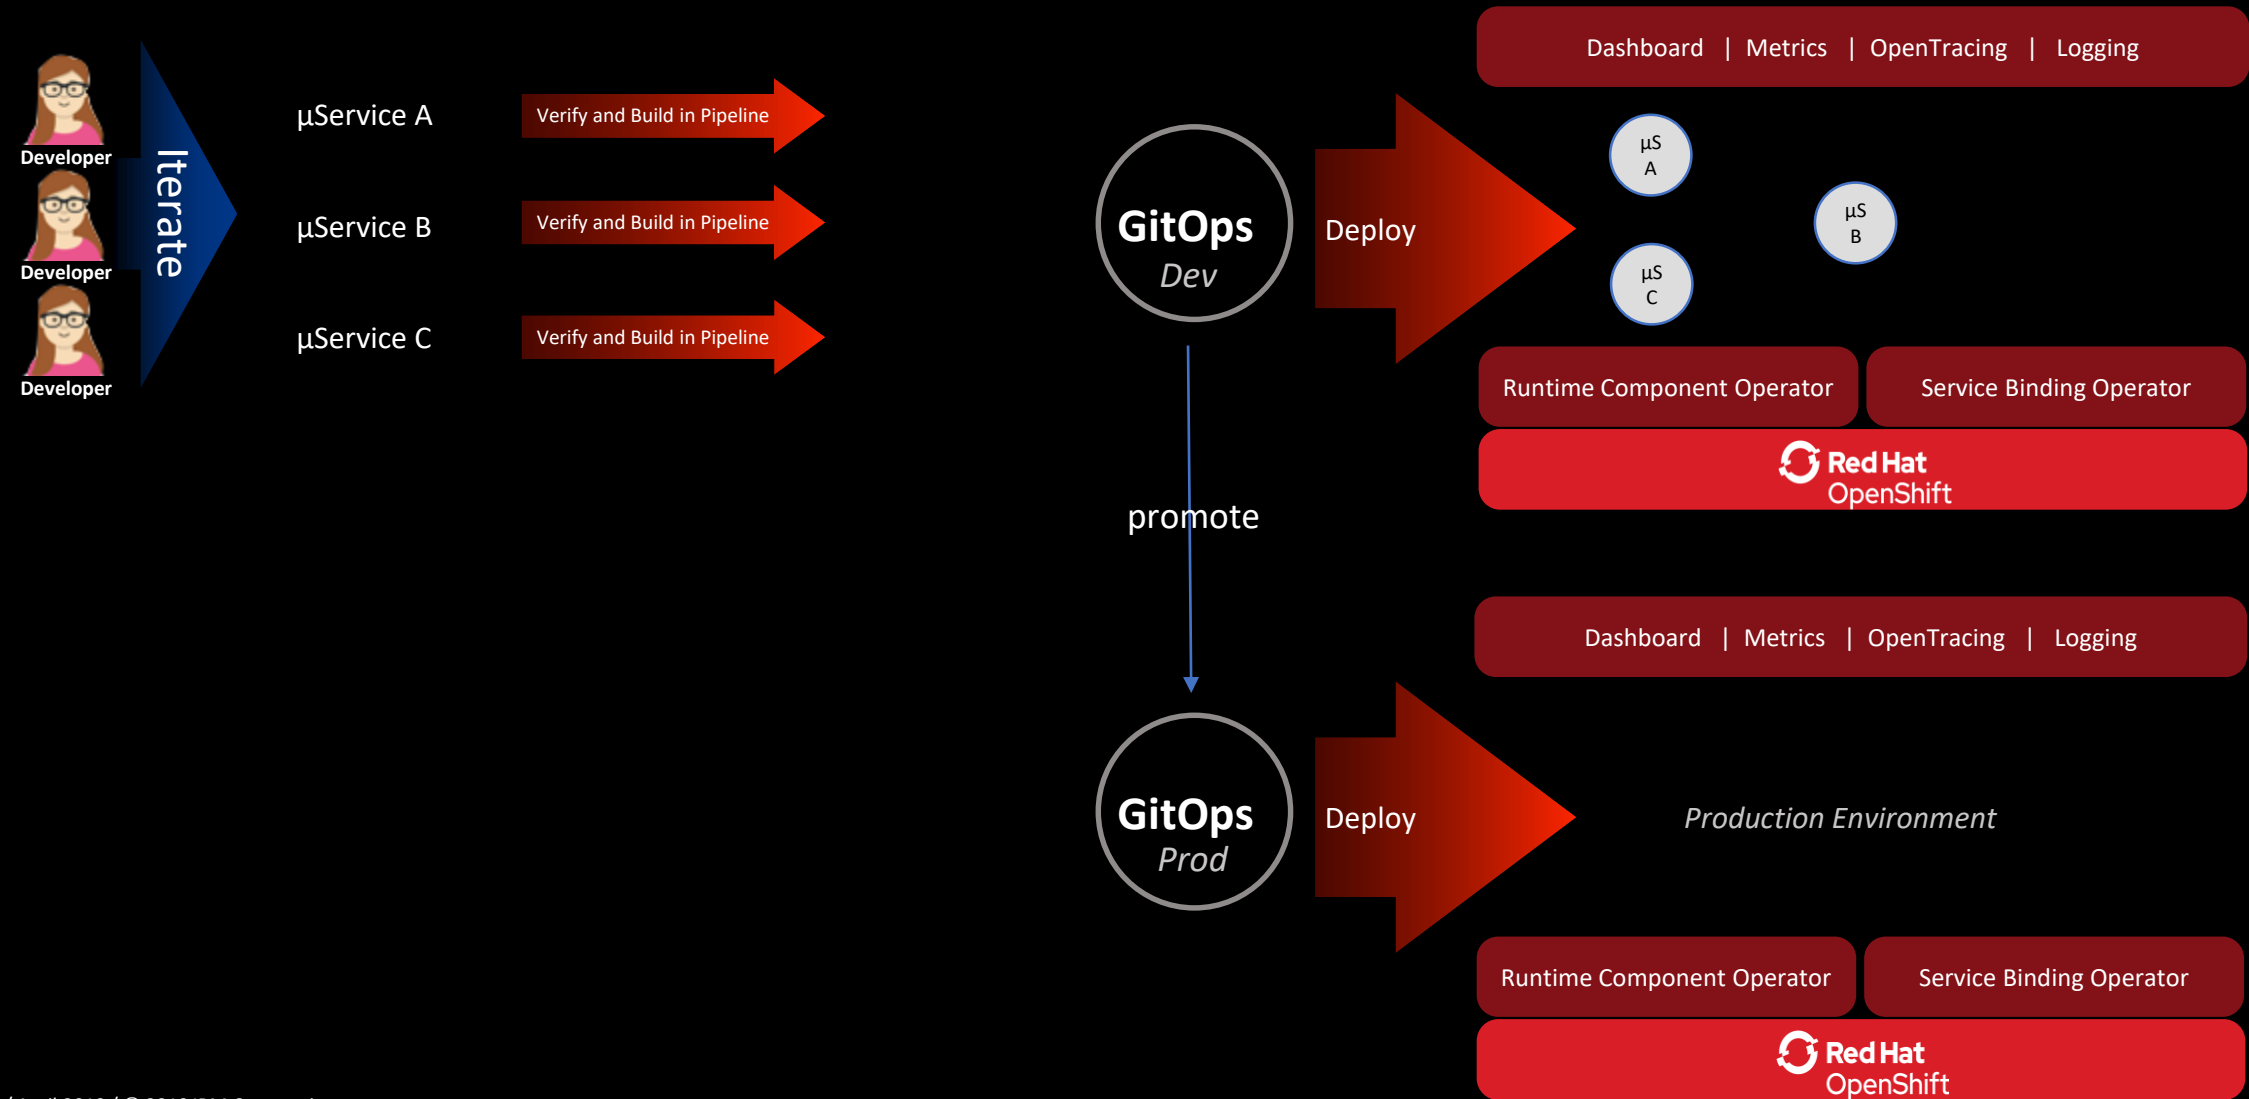 Dashboard | Metrics | OpenTracing | Logging
Developer
Developer
Developer
Iterate
µService A
Verify and Build in Pipeline
µService B
Verify and Build in Pipeline
µService C
Verify and Build in Pipeline
GitOps
Dev
Deploy
µS
A
µS
B
µS
C
Runtime Component Operator
Service Binding Operator
Red Hat
OpenShift
promote
Dashboard | Metrics | OpenTracing | Logging
GitOps
Prod
Deploy
Production Environment
Runtime Component Operator
Service Binding Operator
Red Hat
OpenShift